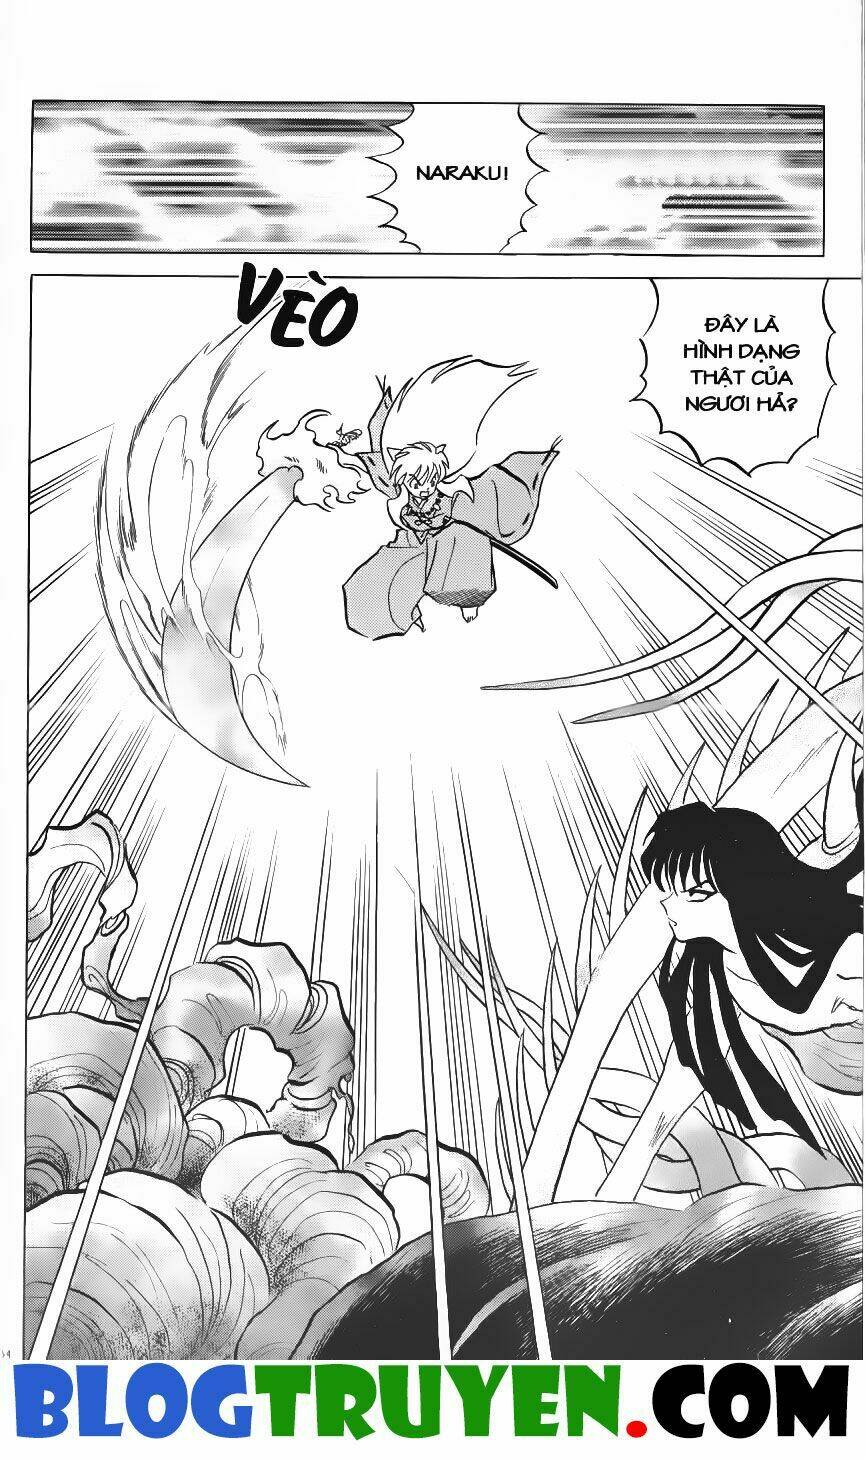 NARAKU!
VÈO
ĐÂY LÀ
HÌNH DẠNG
THẬT CỦA
NGƯƠI HẢ?
BLOGTRUYEN.COM